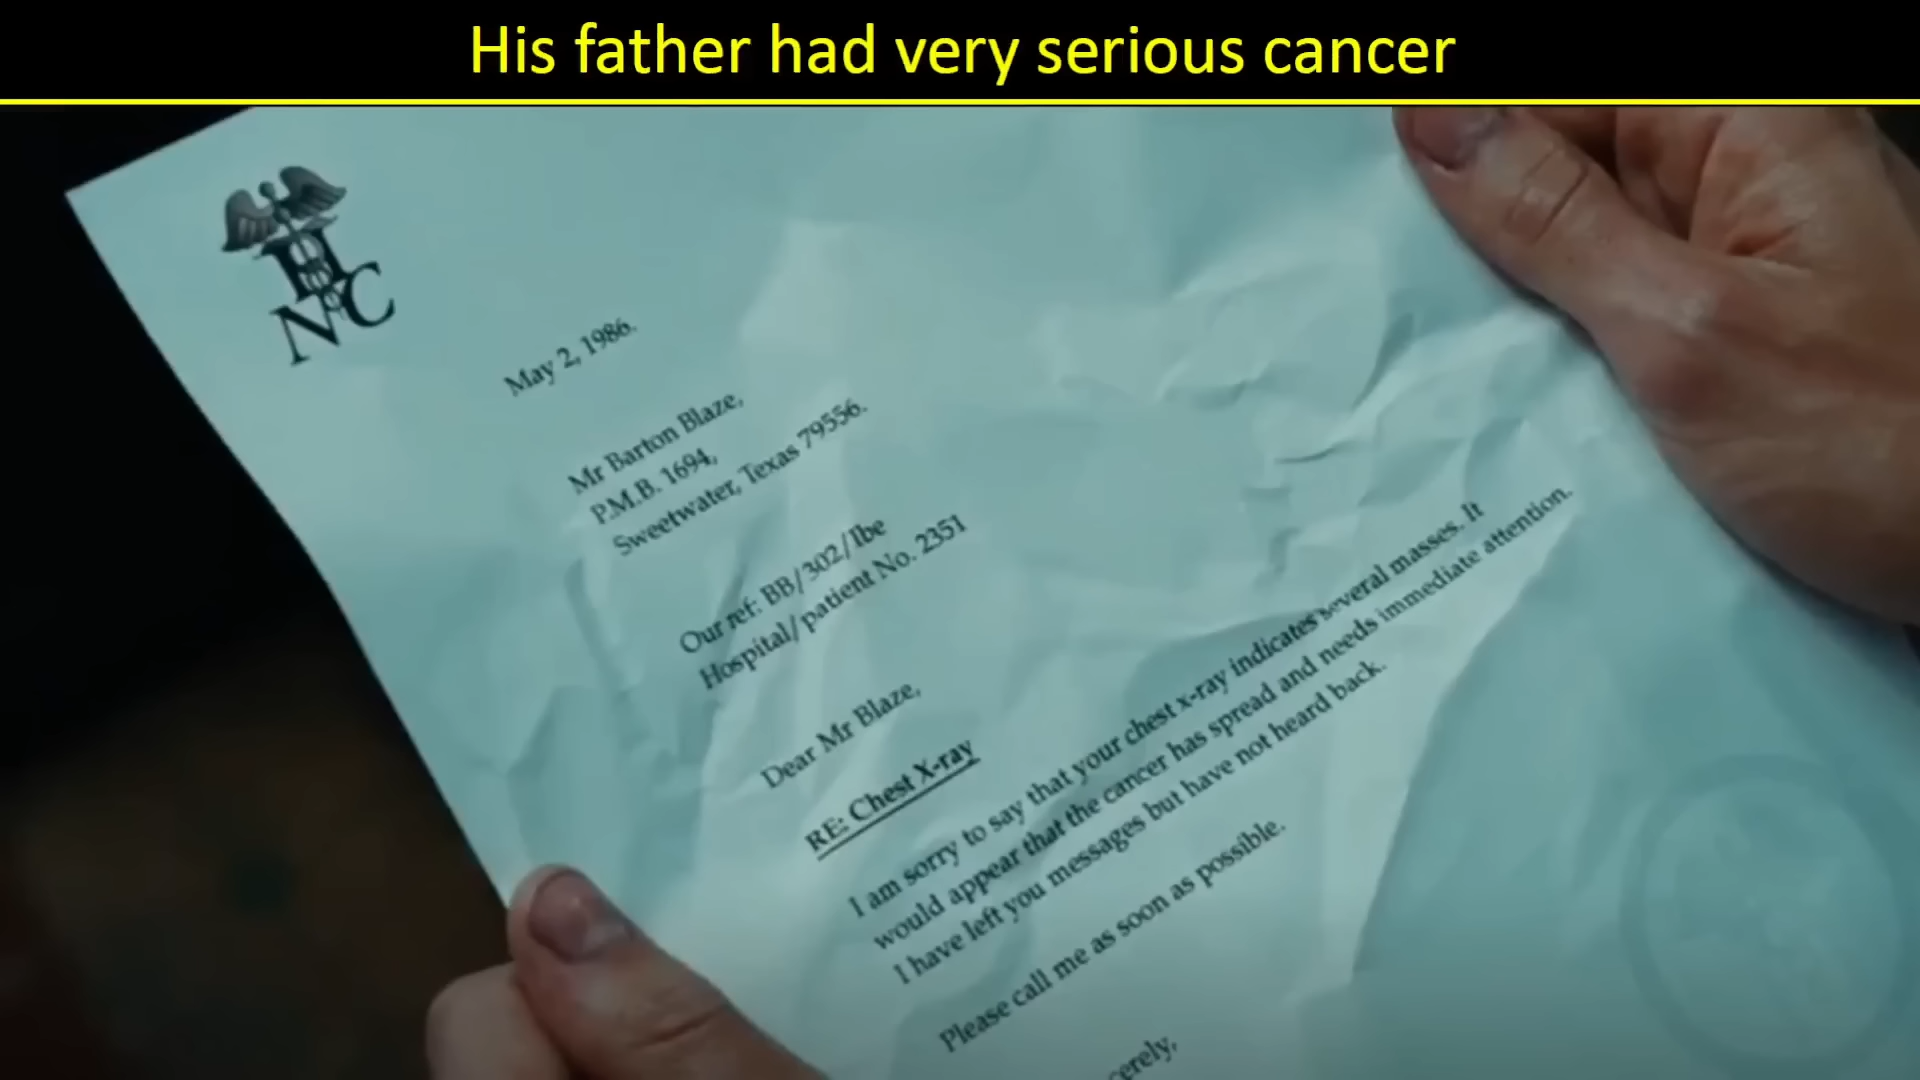 His father had very serious cancer
H
NC
May 2, 1986.
Mr Barton Blaze,
P.M.B. 1694,
Sweetwater, Texas 79556.
Our ref: BB/302/Ibe
Hospital/patient No. 2351
Dear Mr Blaze,
RE: Chest X-ray
I am sorry to say that your chest x-ray indicates several masses. It
would appear that the cancer has spread and needs immediate attention.
I have left you messages but have not heard back.
Please call me as soon as possible.
cerely,